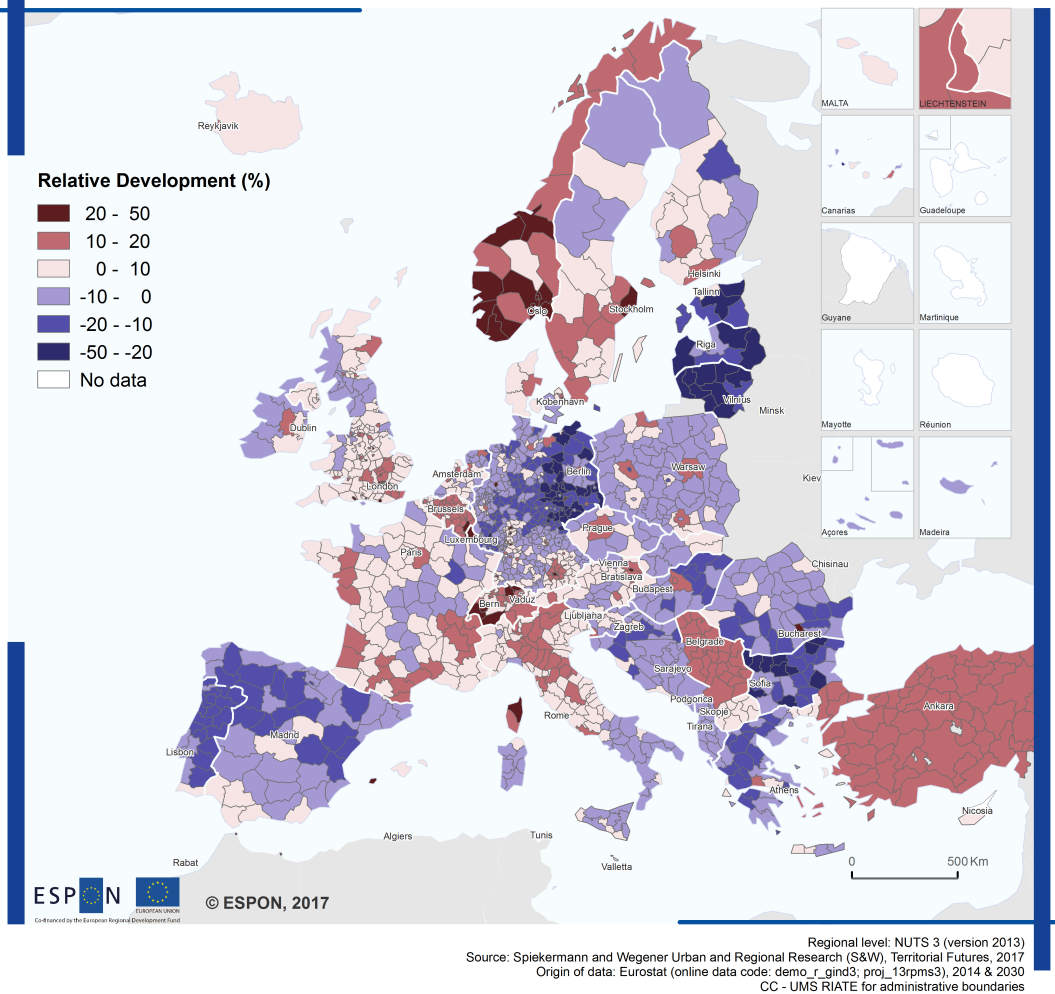 Relative Development (%)
20 - 50
10 - 20
0 - 10
-10 - 0
-20 - -10
-50 - -20
No data
MALTA
LIECHTENSTEIN
Canarias
Guadeloupe
Guyane
Martinique
Mayotte
Réunion
Açores
Madeira
Reykjavik
Oslo
Stockholm
Helsinki
Tallinn
Riga
Vilnius
Minsk
København
Dublin
London
Amsterdam
Berlin
Warsaw
Kiev
Brussels
Luxembourg
Prague
Paris
Vienna
Bratislava
Budapest
Chisinau
Bern
Vaduz
Ljubljana
Zagreb
Belgrade
Bucharest
Sarajevo
Sofia
Podgorica
Skopje
Tirana
Rome
Madrid
Lisbon
Ankara
Athens
Nicosia
Algiers
Tunis
Rabat
Valletta
0 500 Km
ESPON
EUROPEAN UNION
Co-financed by the European Regional Development Fund
© ESPON, 2017
Regional level: NUTS 3 (version 2013)
Source: Spiekermann and Wegener Urban and Regional Research (S&W), Territorial Futures, 2017
Origin of data: Eurostat (online data code: demo_r_gind3; proj_13rpms3), 2014 & 2030
CC - UMS RIATE for administrative boundaries